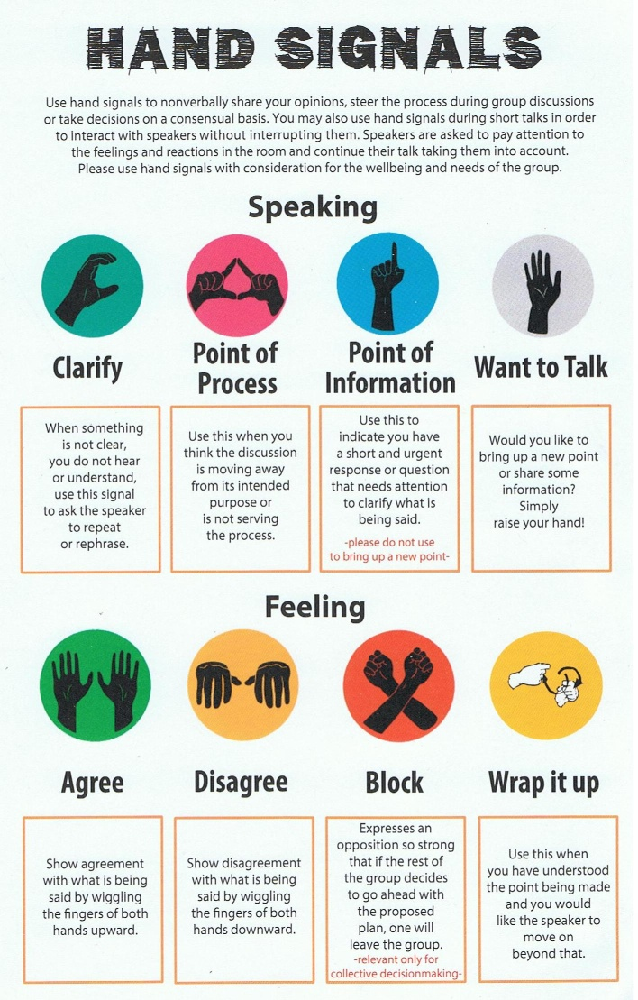 HAND SIGNALS
Use hand signals to nonverbally share your opinions, steer the process during group discussions
or take decisions on a consensual basis. You may also use hand signals during short talks in order
to interact with speakers without interrupting them. Speakers are asked to pay attention to
the feelings and reactions in the room and continue their talk taking them into account.
Please use hand signals with consideration for the wellbeing and needs of the group.
Speaking
Clarify
When something
is not clear,
you do not hear
or understand,
use this signal
to ask the speaker
to repeat
or rephrase.
Point of
Process
Use this when you
think the discussion
is moving away
from its intended
purpose or
is not serving
the process.
Point of
Information
Use this to
indicate you have
a short and urgent
response or question
that needs attention
to clarify what is
being said.
-please do not use
to bring up a new point-
Want to Talk
Would you like to
bring up a new point
or share some
information?
Simply
raise your hand!
Feeling
Agree
Show agreement
with what is being
said by wiggling
the fingers of both
hands upward.
Disagree
Show disagreement
with what is being
said by wiggling
the fingers of both
hands downward.
Block
Expresses an
opposition so strong
that if the rest of
the group decides
to go ahead with
the proposed
plan, one will
leave the group.
-relevant only for
collective decisionmaking-
Wrap it up
Use this when
you have understood
the point being made
and you would
like the speaker to
move on
beyond that.